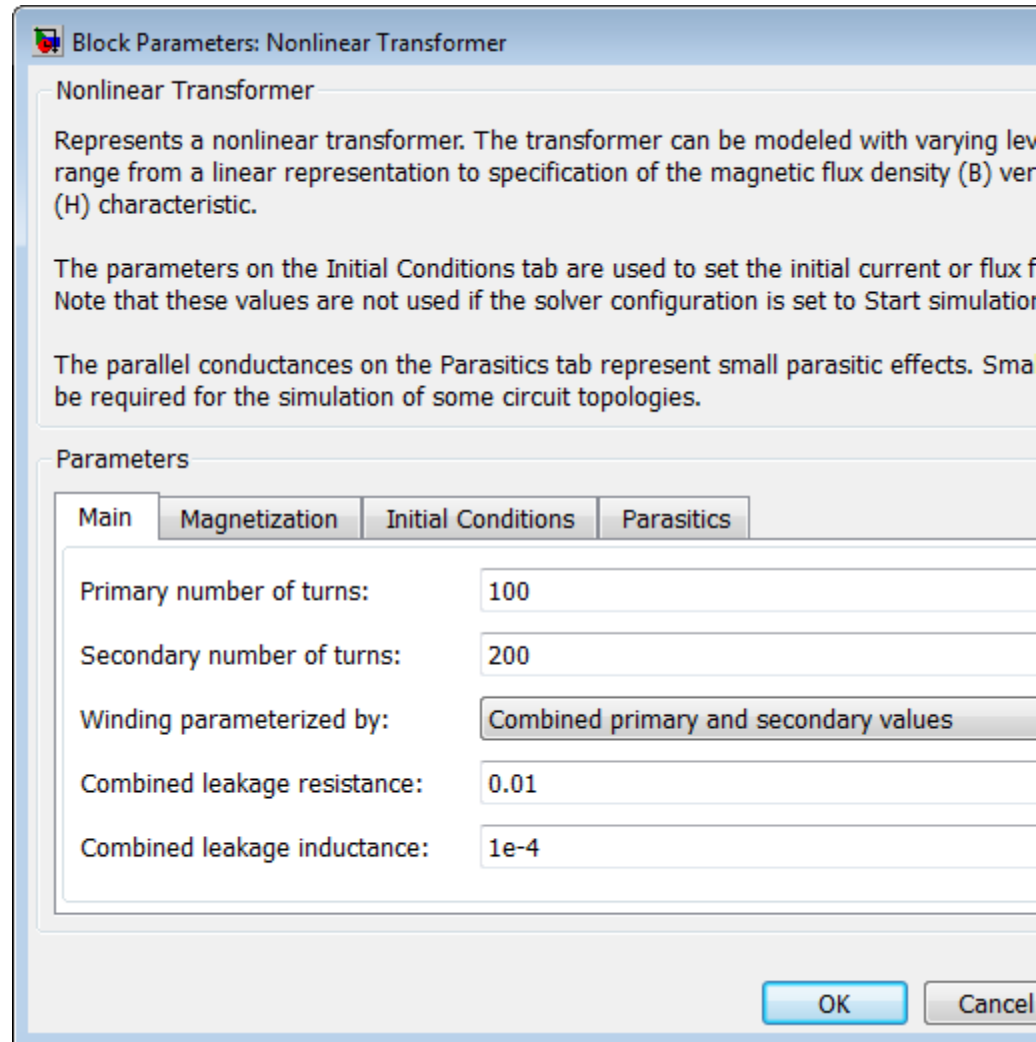 Block Parameters: Nonlinear Transformer
Nonlinear Transformer
Represents a nonlinear transformer. The transformer can be modeled with varying
range from a linear representation to specification of the magnetic flux density (B)
(H) characteristic.
The parameters on the Initial Conditions tab are used to set the initial current or flux
Note that these values are not used if the solver configuration is set to Start
The parallel conductances on the Parasitics tab represent small parasitic effects.
be required for the simulation of some circuit topologies.
Parameters
Main Magnetization Initial Conditions Parasitics
Primary number of turns: 100
Secondary number of turns: 200
Winding parameterized by: Combined primary and secondary values
Combined leakage resistance: 0.01
Combined leakage inductance: 1e-4
OK Cancel